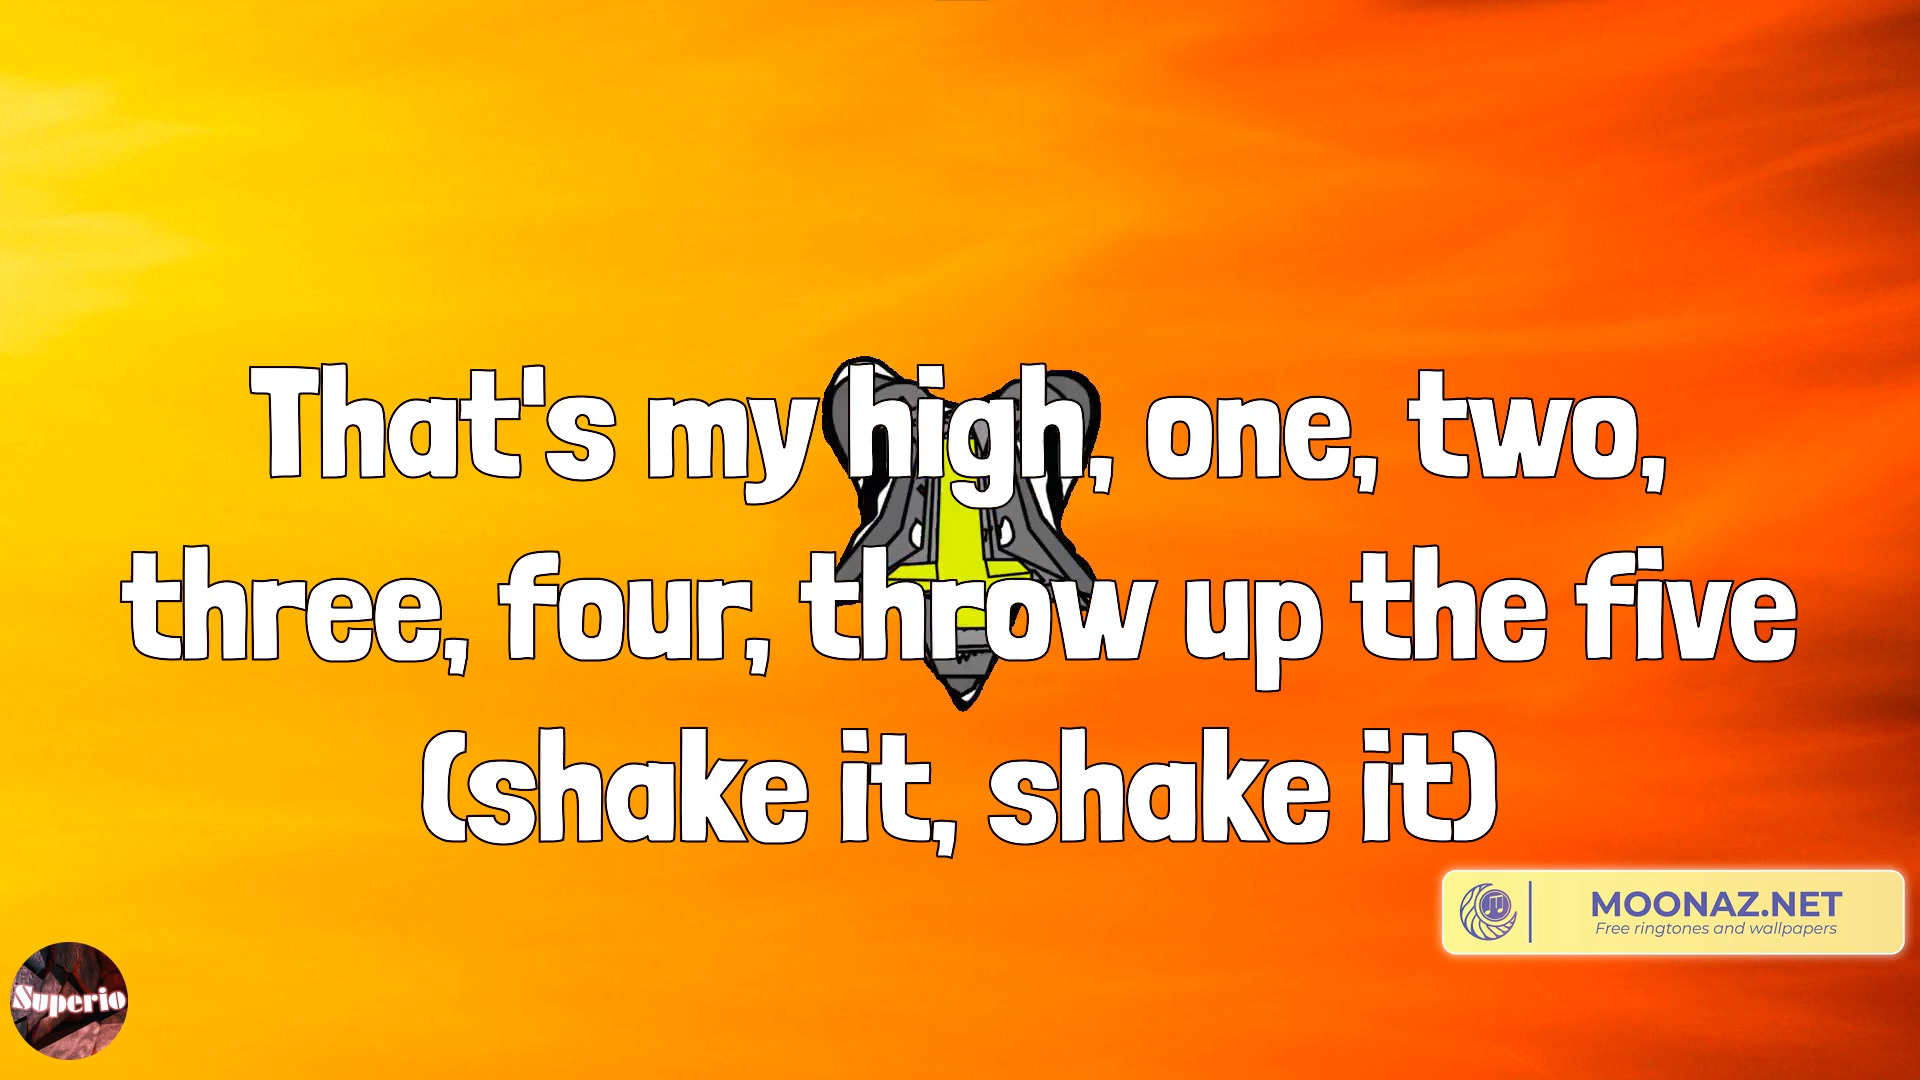 That's my high, one, two,
three, four, throw up the five
(shake it, shake it)
MOONAZ.NET
Free ringtones and wallpapers
Superio